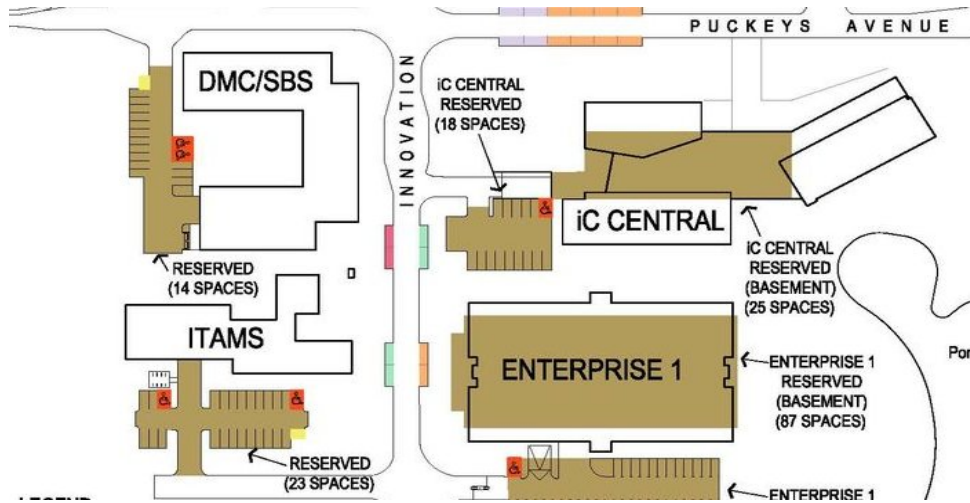 PUCKEYS AVENUE
INNOVATION
DMC/SBS
iC CENTRAL
RESERVED
(18 SPACES)
iC CENTRAL
iC CENTRAL
RESERVED
(BASEMENT)
(25 SPACES)
RESERVED
(14 SPACES)
ITAMS
ENTERPRISE 1
ENTERPRISE 1
RESERVED
(BASEMENT)
(87 SPACES)
RESERVED
(23 SPACES)
ENTERPRISE 1